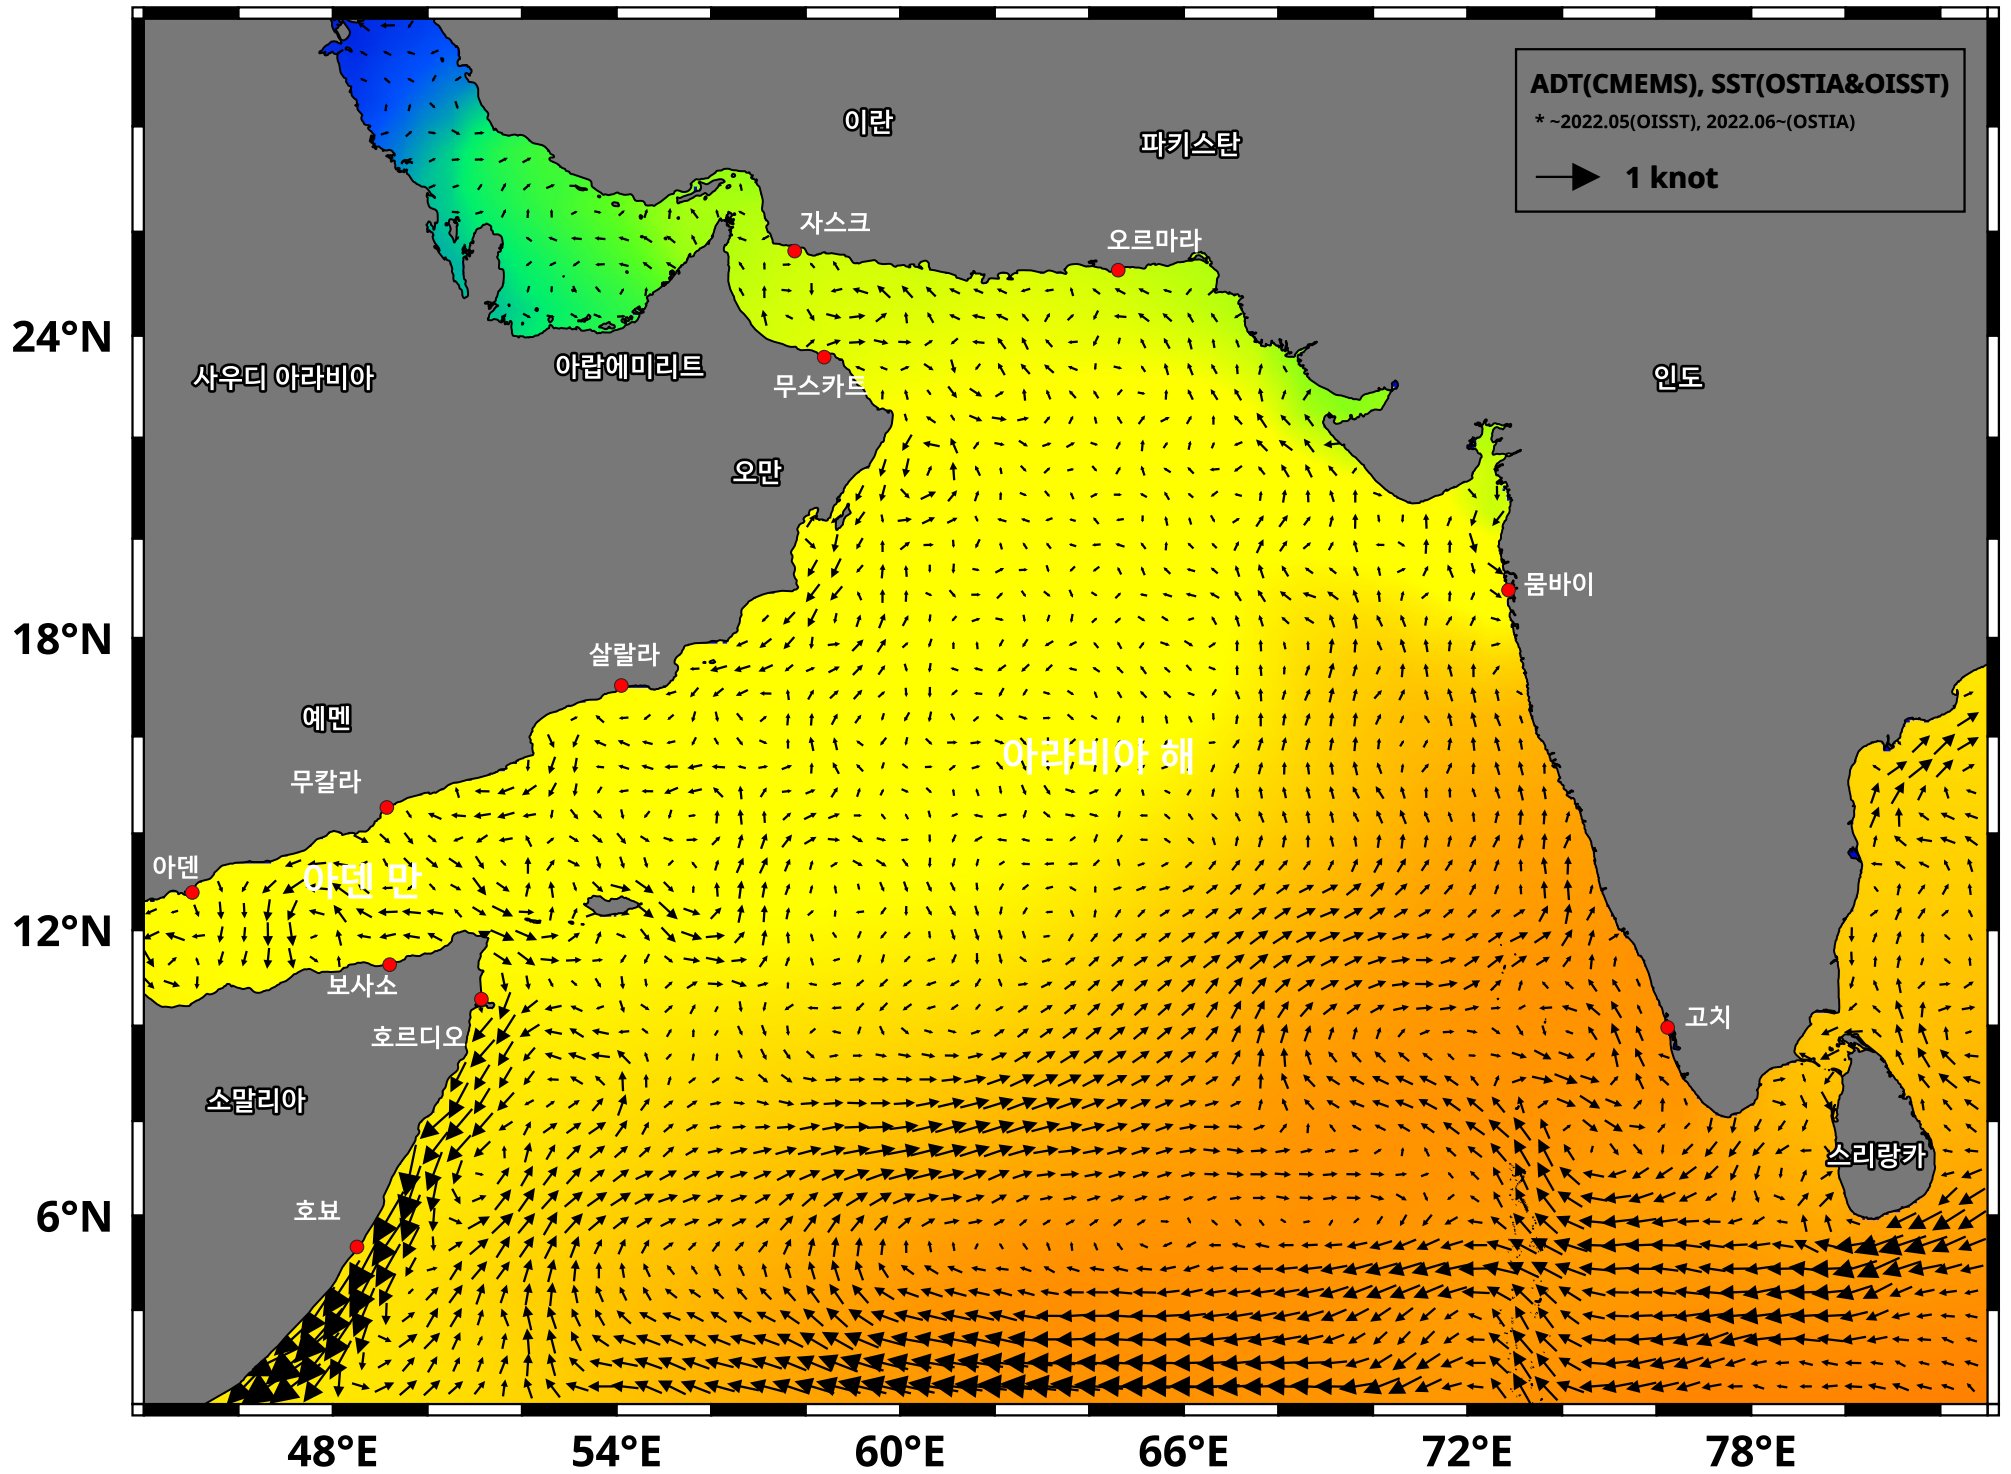 ADT(CMEMS), SST(OSTIA&OISST)
* ~2022.05(OISST), 2022.06~(OSTIA)
1 knot
이란
파키스탄
자스크
오르마라
24°N
사우디 아라비아
아랍에미리트
무스카트
인도
오만
뭄바이
18°N
살랄라
예멘
아라비아 해
무칼라
아덴
아덴 만
12°N
보사소
호르디오
고치
소말리아
스리랑카
호뵤
6°N
48°E
54°E
60°E
66°E
72°E
78°E